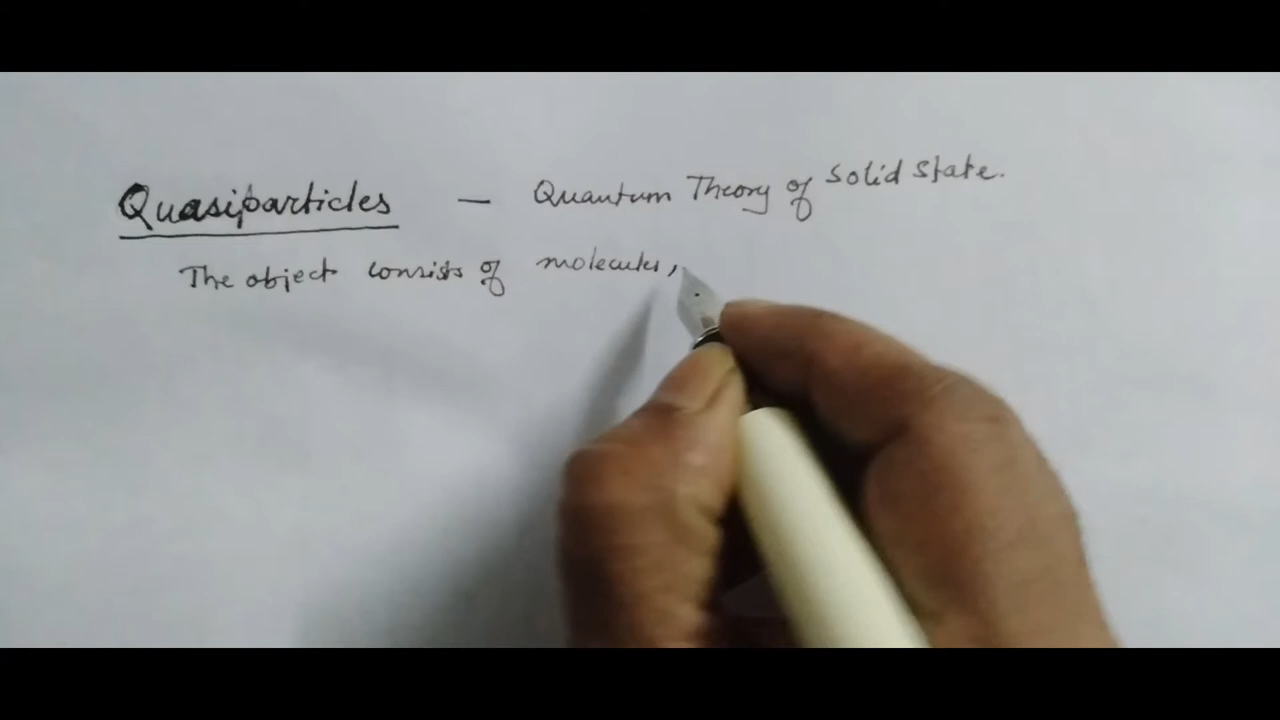 Quasiparticles — Quantum Theory of Solid State.
The object consists of molecules,